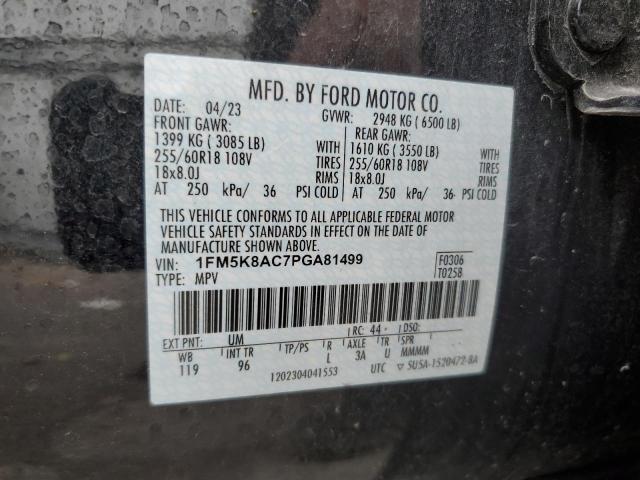 MFD. BY FORD MOTOR CO.
DATE: 04/23 GVWR: 2948 KG ( 6500 LB)
FRONT GAWR: REAR GAWR:
1399 KG ( 3085 LB) WITH 1610 KG ( 3550 LB) WITH
255/60R18 108V TIRES 255/60R18 108V TIRES
18x8.0J RIMS 18x8.0J RIMS
AT 250 kPa/ 36 PSI COLD AT 250 kPa/ 36 PSI COLD
THIS VEHICLE CONFORMS TO ALL APPLICABLE FEDERAL MOTOR
VEHICLE SAFETY STANDARDS IN EFFECT ON THE DATE OF
MANUFACTURE SHOWN ABOVE.
VIN: 1FM5K8AC7PGA81499 F0306
TYPE: MPV T0258
EXT PNT: UM RC: 44 DSO:
WB INT TR TP/PS R AXLE TR SPR
119 96 L 3A U MMMM
1202304041553 UTC ▽ 5USA-1520472-BA